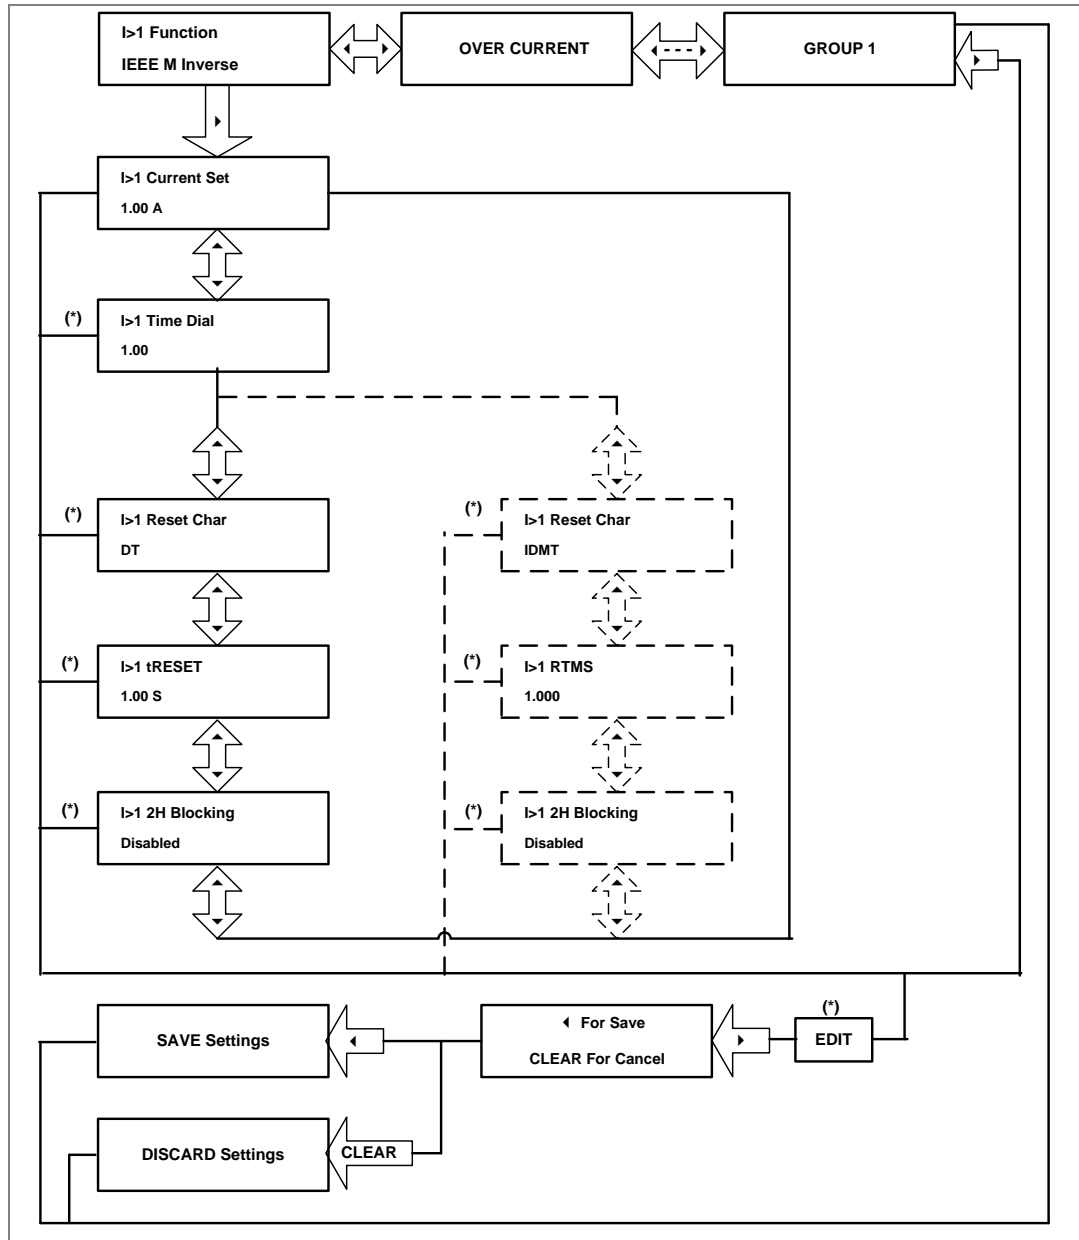 I>1 Function
IEEE M Inverse
OVER CURRENT
GROUP 1
I>1 Current Set
1.00 A
(*)
I>1 Time Dial
1.00
(*)
I>1 Reset Char
DT
(*)
I>1 Reset Char
IDMT
(*)
I>1 tRESET
1.00 S
(*)
I>1 RTMS
1.000
(*)
I>1 2H Blocking
Disabled
(*)
I>1 2H Blocking
Disabled
SAVE Settings
For Save
CLEAR For Cancel
(*)
EDIT
DISCARD Settings
CLEAR